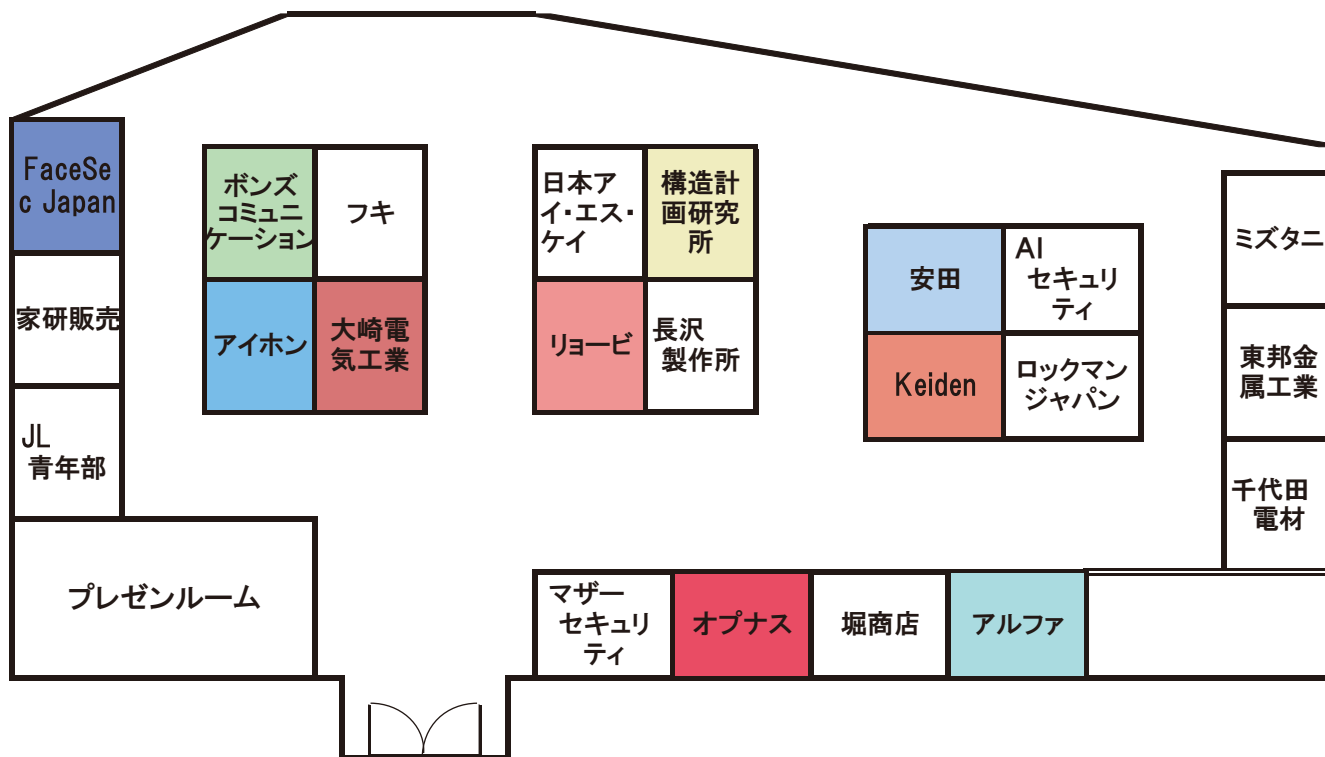 FaceSe
c Japan
家研販売
JL
青年部
プレゼンルーム
ボンズ
コミュニ
ケーション
フキ
アイホン
大崎電
気工業
日本ア
イ・エス・
ケイ
構造計
画研究
所
リョービ
長沢
製作所
安田
AI
セキュリ
ティ
Keiden
ロックマン
ジャパン
ミズタニ
東邦金
属工業
千代田
電材
マザー
セキュリ
ティ
オプナス
堀商店
アルファ